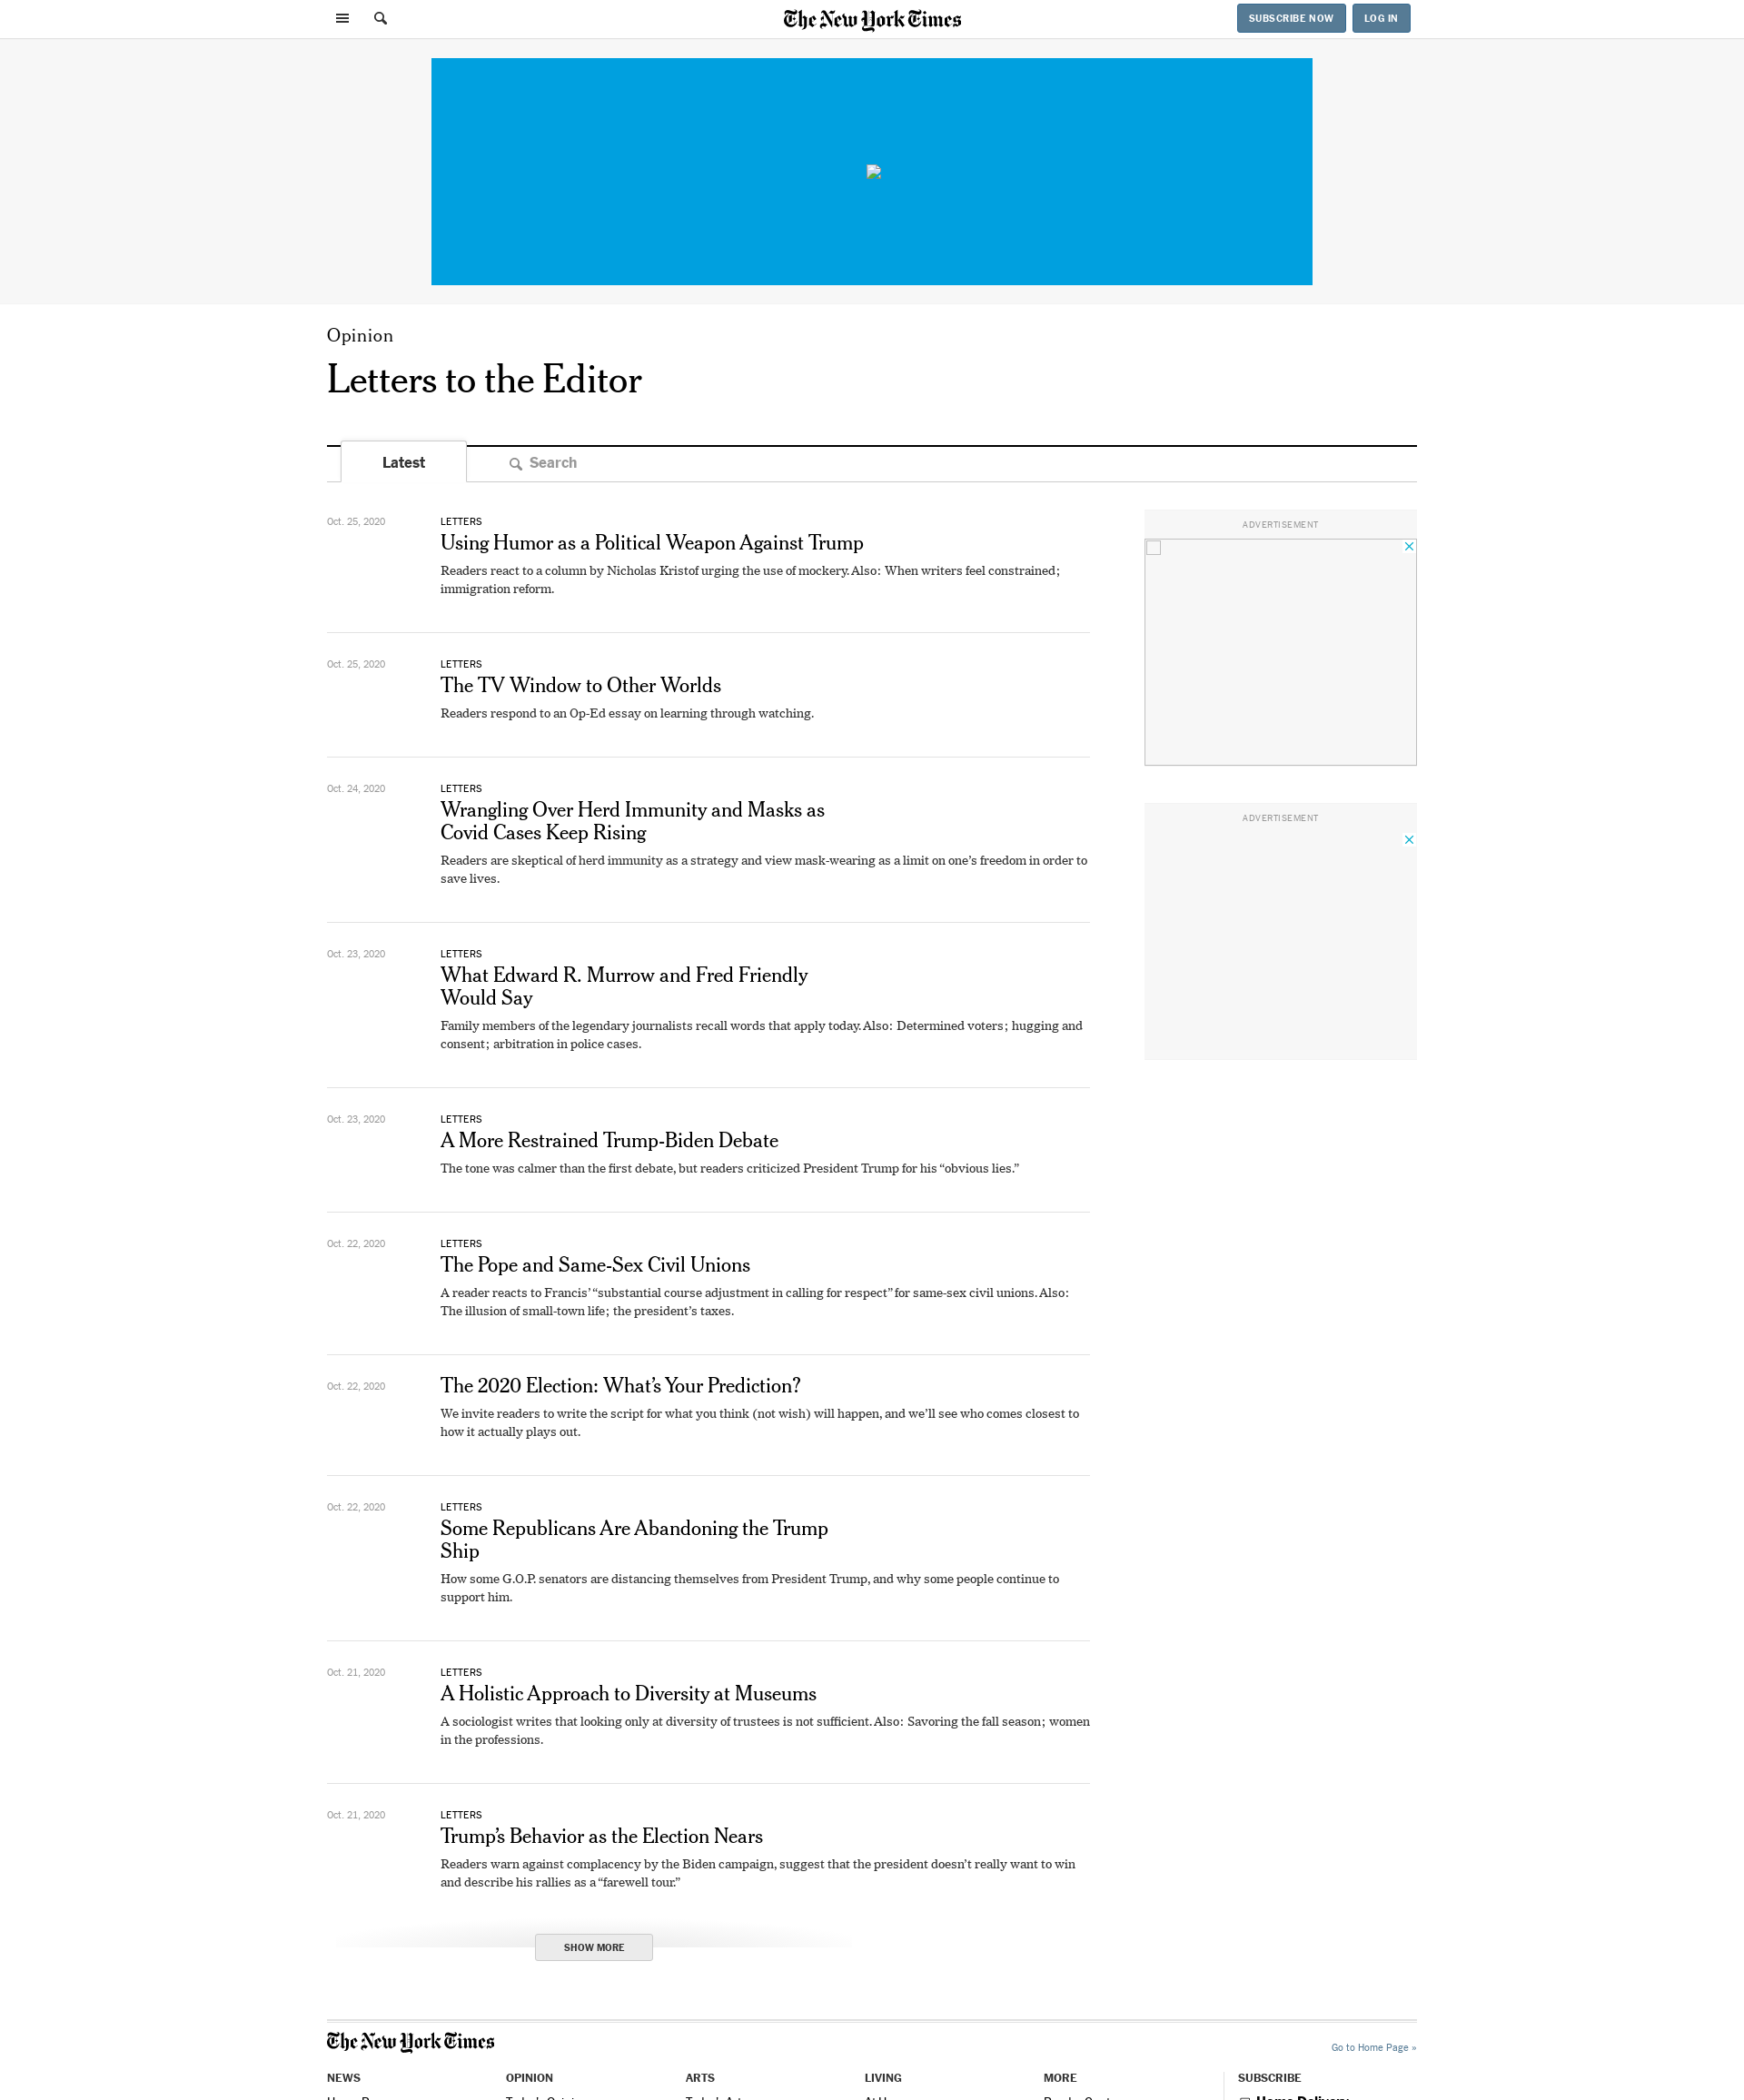 The New York Times
SUBSCRIBE NOW
LOG IN
Opinion
Letters to the Editor
Latest
Search
Oct. 25, 2020
LETTERS
Using Humor as a Political Weapon Against Trump
Readers react to a column by Nicholas Kristof urging the use of mockery. Also: When writers feel constrained;
immigration reform.
ADVERTISEMENT
Oct. 25, 2020
LETTERS
The TV Window to Other Worlds
Readers respond to an Op-Ed essay on learning through watching.
Oct. 24, 2020
LETTERS
Wrangling Over Herd Immunity and Masks as
Covid Cases Keep Rising
Readers are skeptical of herd immunity as a strategy and view mask-wearing as a limit on one’s freedom in order to
save lives.
ADVERTISEMENT
Oct. 23, 2020
LETTERS
What Edward R. Murrow and Fred Friendly
Would Say
Family members of the legendary journalists recall words that apply today. Also: Determined voters; hugging and
consent; arbitration in police cases.
Oct. 23, 2020
LETTERS
A More Restrained Trump-Biden Debate
The tone was calmer than the first debate, but readers criticized President Trump for his “obvious lies.”
Oct. 22, 2020
LETTERS
The Pope and Same-Sex Civil Unions
A reader reacts to Francis’ “substantial course adjustment in calling for respect” for same-sex civil unions. Also:
The illusion of small-town life; the president’s taxes.
Oct. 22, 2020
The 2020 Election: What’s Your Prediction?
We invite readers to write the script for what you think (not wish) will happen, and we’ll see who comes closest to
how it actually plays out.
Oct. 22, 2020
LETTERS
Some Republicans Are Abandoning the Trump
Ship
How some G.O.P. senators are distancing themselves from President Trump, and why some people continue to
support him.
Oct. 21, 2020
LETTERS
A Holistic Approach to Diversity at Museums
A sociologist writes that looking only at diversity of trustees is not sufficient. Also: Savoring the fall season; women
in the professions.
Oct. 21, 2020
LETTERS
Trump’s Behavior as the Election Nears
Readers warn against complacency by the Biden campaign, suggest that the president doesn’t really want to win
and describe his rallies as a “farewell tour.”
SHOW MORE
The New York Times
Go to Home Page »
NEWS
OPINION
ARTS
LIVING
MORE
SUBSCRIBE
Home Delivery